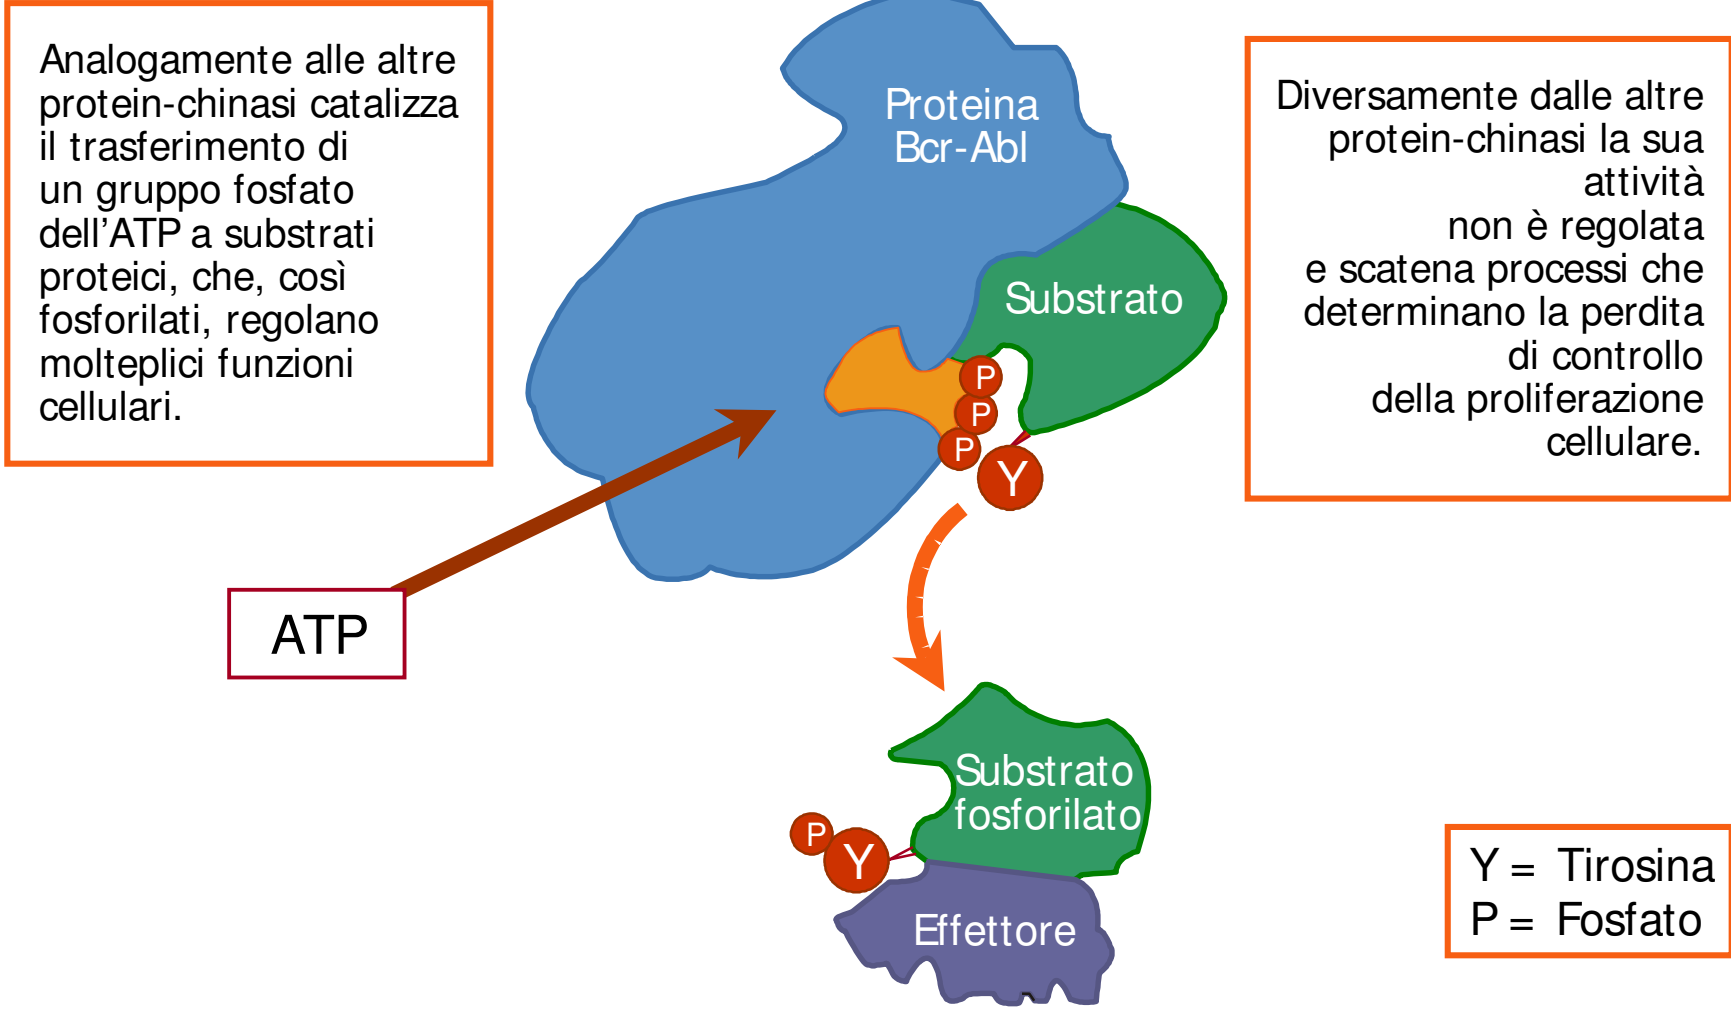 Analogamente alle altre
protein-chinasi catalizza
il trasferimento di
un gruppo fosfato
dell'ATP a substrati
proteici, che, così
fosforilati, regolano
molteplici funzioni
cellulari.
Proteina
Bcr-Abl
Diversamente dalle altre
protein-chinasi la sua
attività
non è regolata
e scatena processi che
determinano la perdita
di controllo
della proliferazione
cellulare.
Substrato
P
P
P
Y
ATP
Substrato
fosforilato
P
Y
Effettore
Y = Tirosina
P = Fosfato